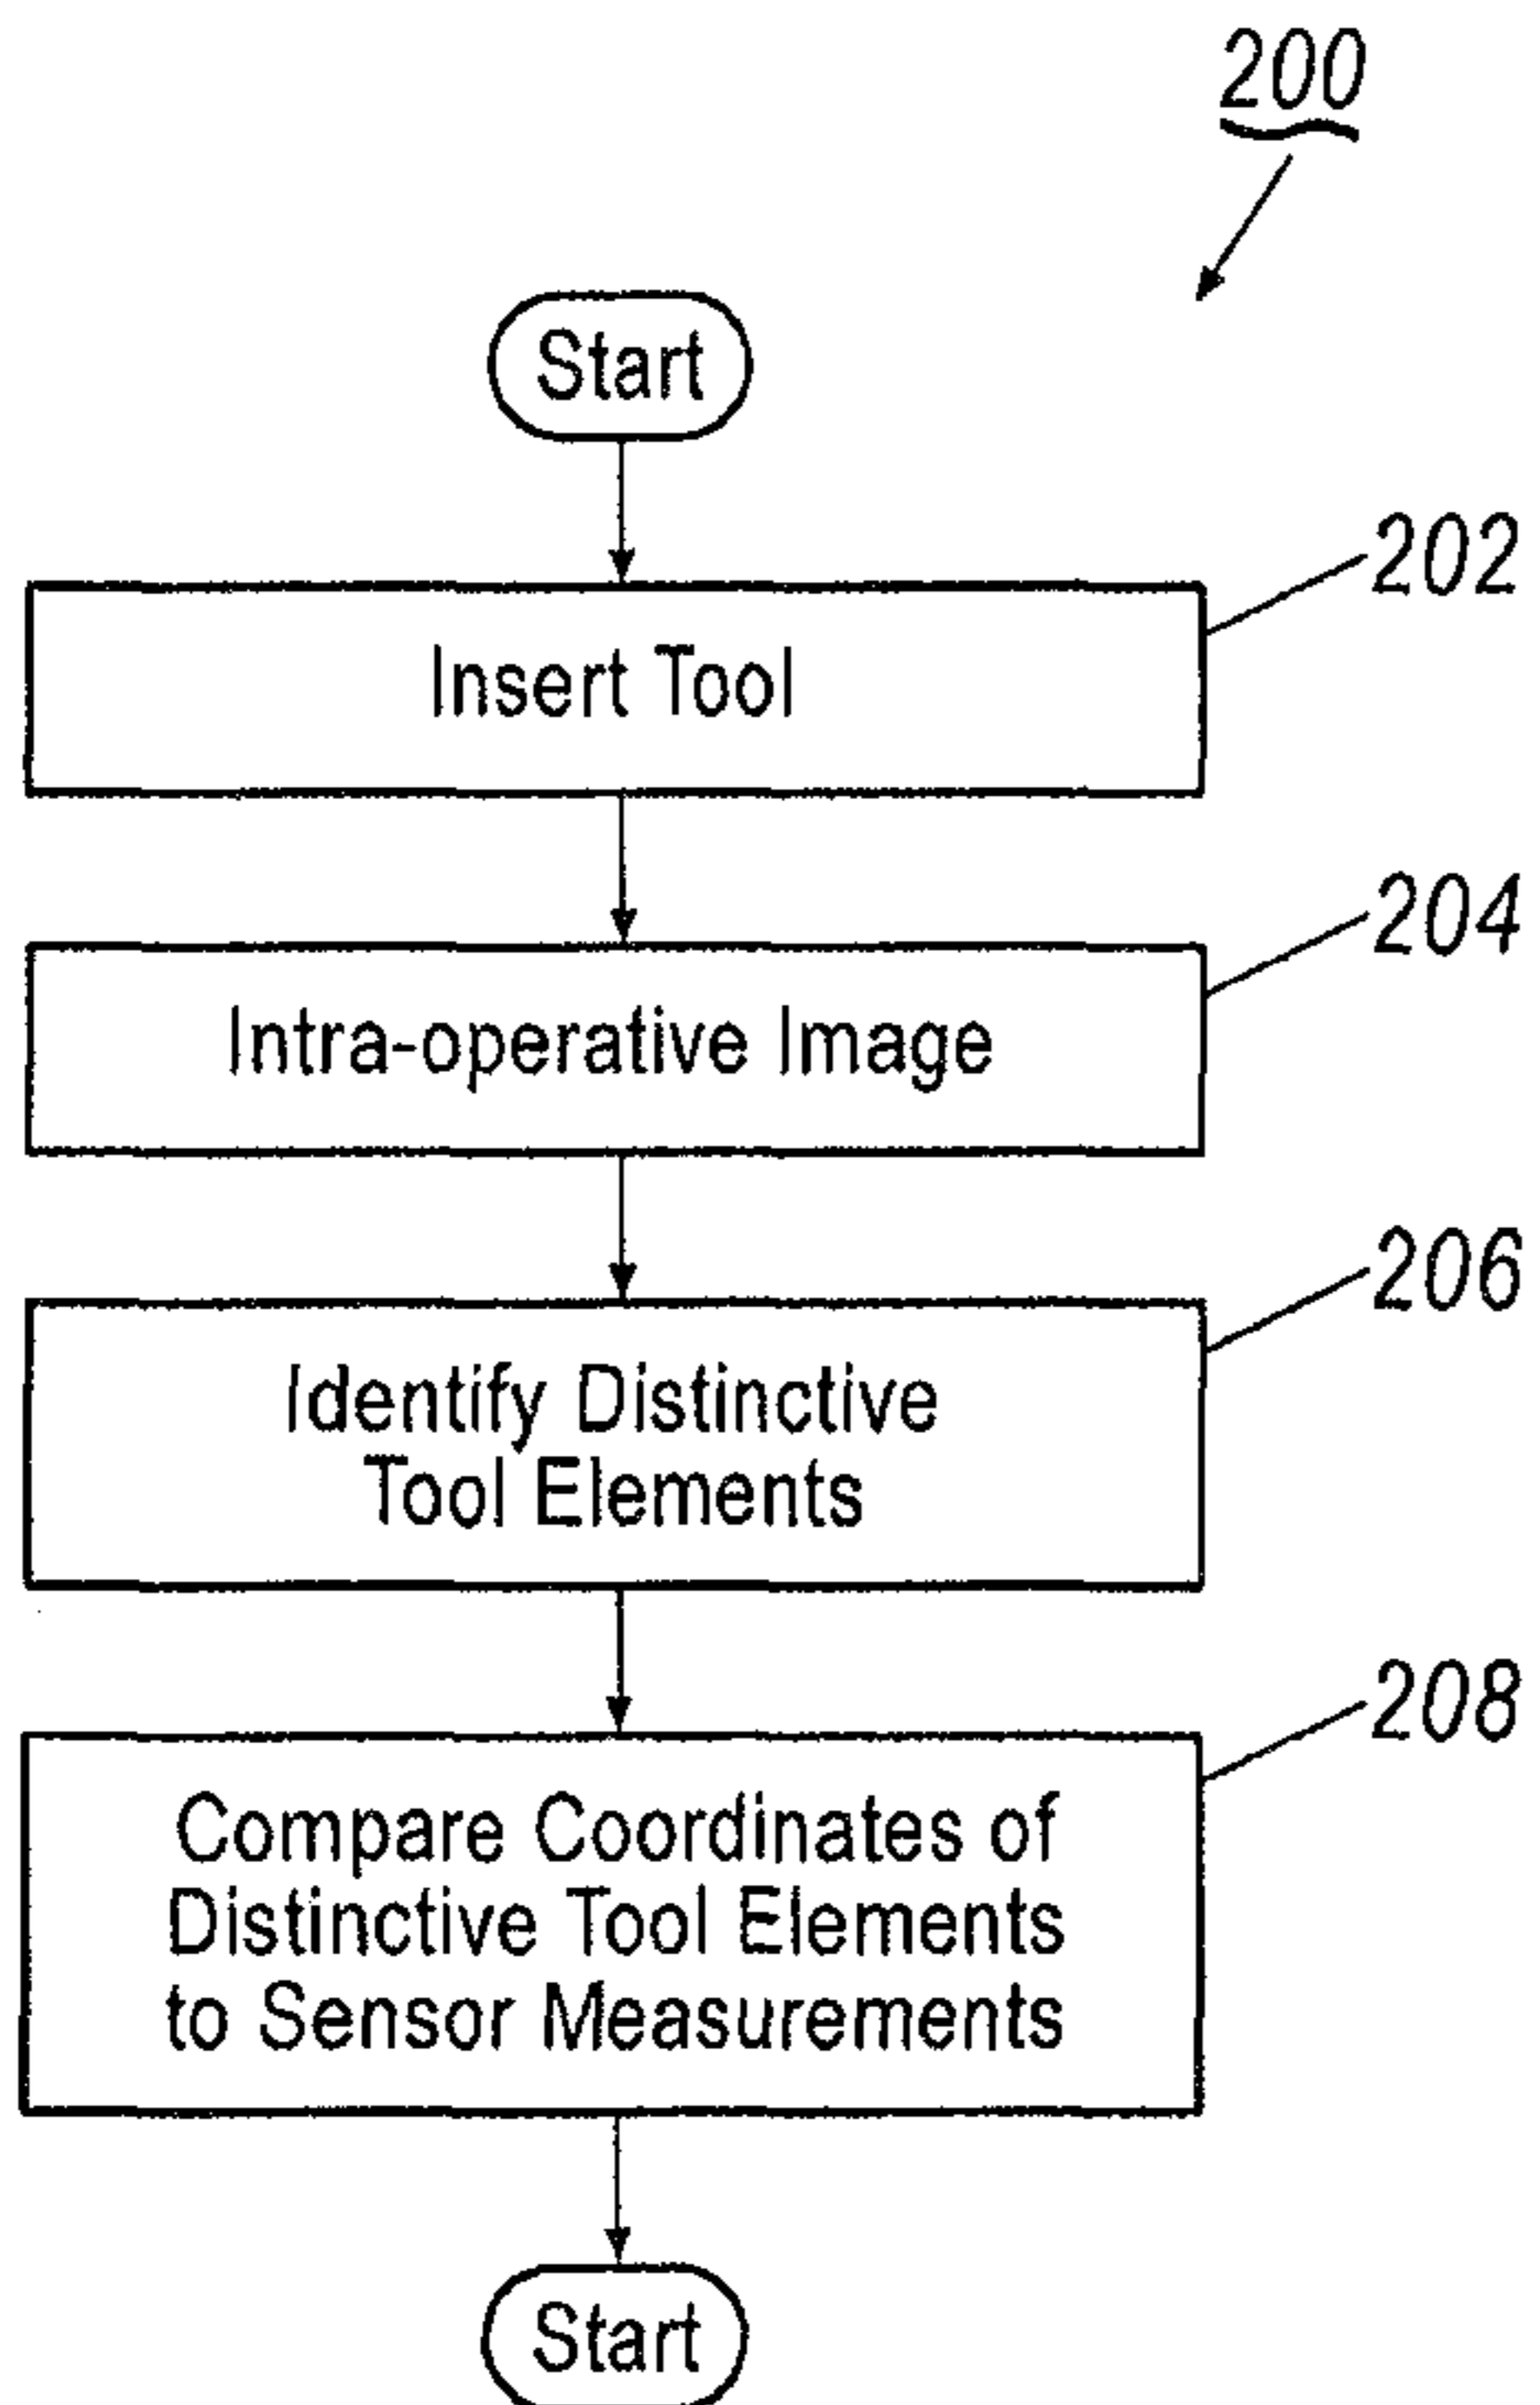 200
Start
202
Insert Tool
204
Intra-operative Image
206
Identify Distinctive
Tool Elements
208
Compare Coordinates of
Distinctive Tool Elements
to Sensor Measurements
Start